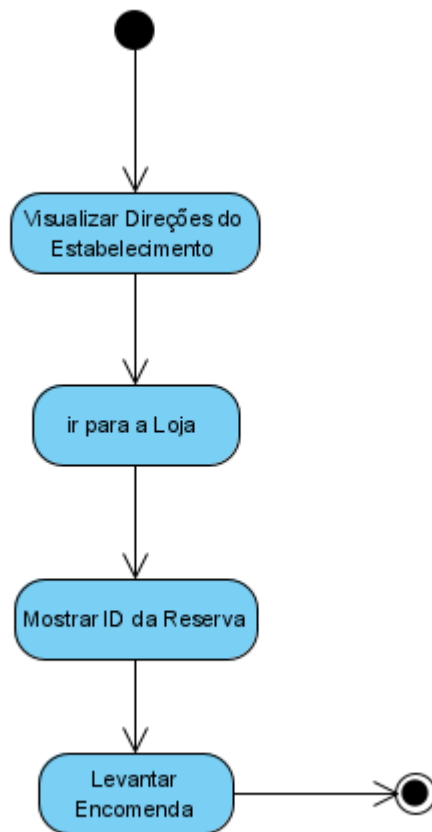 Visualizar Direções do
Estabelecimento
ir para a Loja
Mostrar ID da Reserva
Levantar
Encomenda